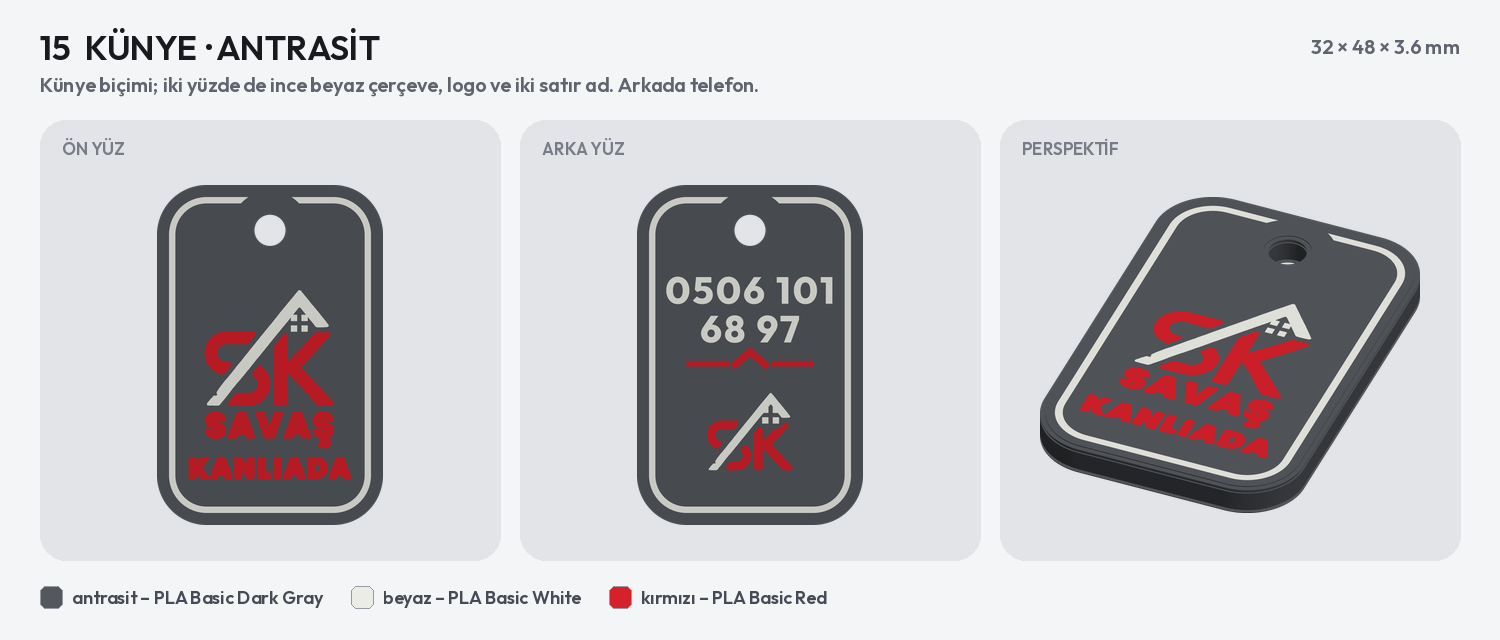 15 KÜNYE · ANTRASİT
32 × 48 × 3.6 mm
Künye biçimi; iki yüzde de ince beyaz çerçeve, logo ve iki satır ad. Arkada telefon.
ÖN YÜZ
SK
SAVAŞ
KANLIADA
ARKA YÜZ
0506 101
68 97
SK
PERSPEKTİF
SK
SAVAŞ
KANLIADA
antrasit – PLA Basic Dark Gray
beyaz – PLA Basic White
kırmızı – PLA Basic Red